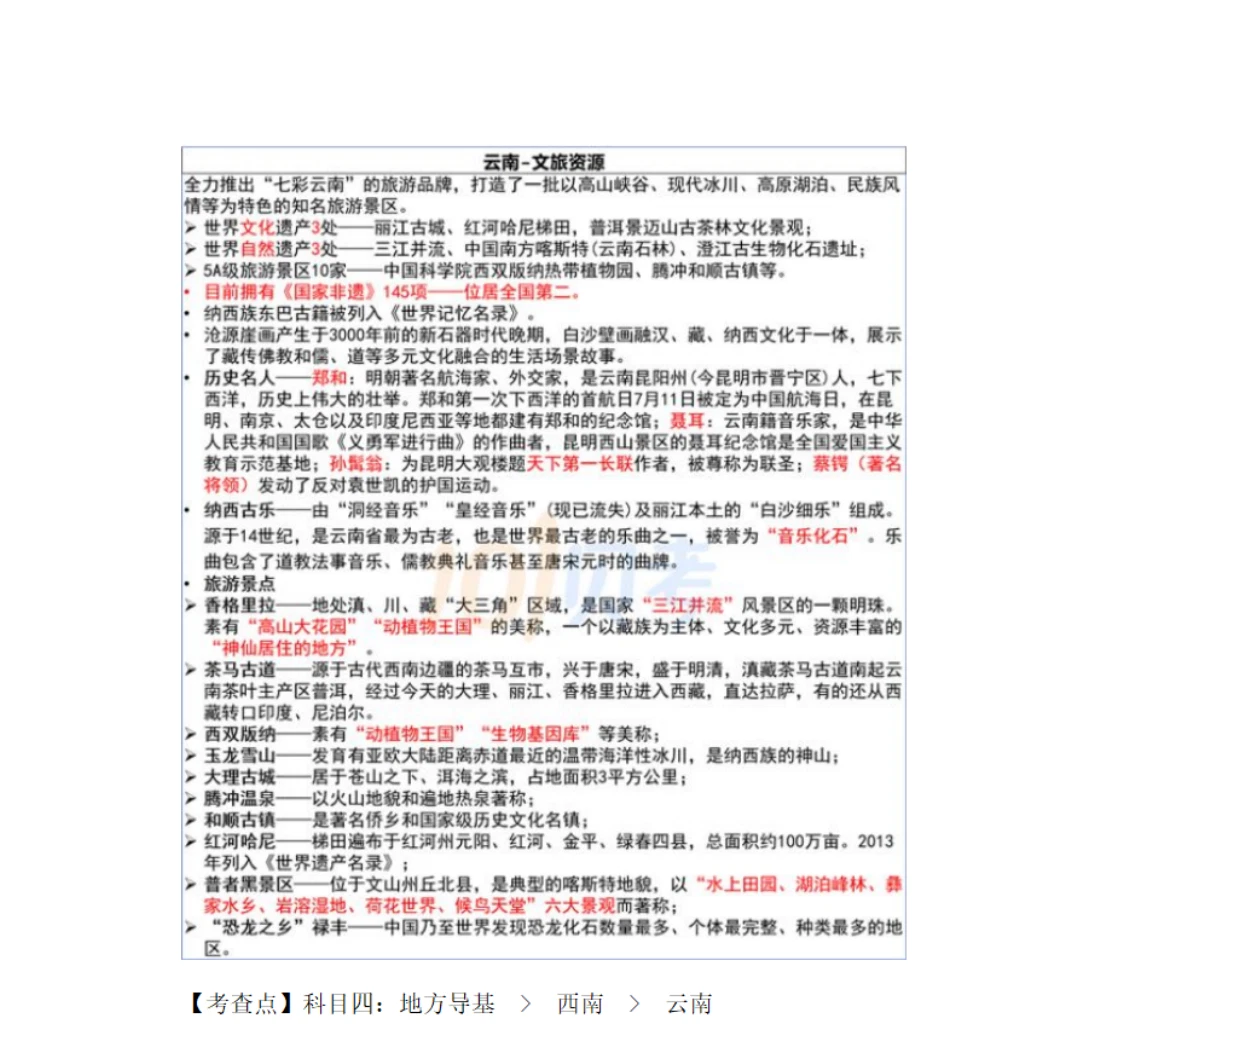 云南-文旅资源
全力推出“七彩云南”的旅游品牌，打造了一批以高山峡谷、现代冰川、高原湖泊、民族风
情等为特色的知名旅游景区。
➢ 世界文化遗产3处——丽江古城、红河哈尼梯田，普洱景迈山古茶林文化景观；
➢ 世界自然遗产3处——三江并流、中国南方喀斯特(云南石林)、澄江古生物化石遗址；
➢ 5A级旅游景区10家——中国科学院西双版纳热带植物园、腾冲和顺古镇等。
• 目前拥有《国家非遗》145项——位居全国第二。
• 纳西族东巴古籍被列入《世界记忆名录》。
• 沧源崖画产生于3000年前的新石器时代晚期，白沙壁画融汉、藏、纳西文化于一体，展示
了藏传佛教和儒、道等多元文化融合的生活场景故事。
• 历史名人——郑和：明朝著名航海家、外交家，是云南昆阳州(今昆明市晋宁区)人，七下
西洋，历史上伟大的壮举。郑和第一次下西洋的首航日7月11日被定为中国航海日，在昆
明、南京、太仓以及印度尼西亚等地都建有郑和的纪念馆；聂耳：云南籍音乐家，是中华
人民共和国国歌《义勇军进行曲》的作曲者，昆明西山景区的聂耳纪念馆是全国爱国主义
教育示范基地；孙髯翁：为昆明大观楼题天下第一长联作者，被尊称为联圣；蔡锷（著名
将领）发动了反对袁世凯的护国运动。
• 纳西古乐——由“洞经音乐”“皇经音乐”(现已流失)及丽江本土的“白沙细乐”组成。
源于14世纪，是云南省最为古老，也是世界最古老的乐曲之一，被誉为“音乐化石”。乐
曲包含了道教法事音乐、儒教典礼音乐甚至唐宋元时的曲牌。
• 旅游景点
➢ 香格里拉——地处滇、川、藏“大三角”区域，是国家“三江并流”风景区的一颗明珠。
素有“高山大花园”“动植物王国”的美称，一个以藏族为主体、文化多元、资源丰富的
“神仙居住的地方”。
➢ 茶马古道——源于古代西南边疆的茶马互市，兴于唐宋，盛于明清，滇藏茶马古道南起云
南茶叶主产区普洱，经过今天的大理、丽江、香格里拉进入西藏，直达拉萨，有的还从西
藏转口印度、尼泊尔。
➢ 西双版纳——素有“动植物王国”“生物基因库”等美称；
➢ 玉龙雪山——发育有亚欧大陆距离赤道最近的温带海洋性冰川，是纳西族的神山；
➢ 大理古城——居于苍山之下、洱海之滨，占地面积3平方公里；
➢ 腾冲温泉——以火山地貌和遍地热泉著称；
➢ 和顺古镇——是著名侨乡和国家级历史文化名镇；
➢ 红河哈尼——梯田遍布于红河州元阳、红河、金平、绿春四县，总面积约100万亩。2013
年列入《世界遗产名录》；
➢ 普者黑景区——位于文山州丘北县，是典型的喀斯特地貌，以“水上田园、湖泊峰林、彝
家水乡、岩溶湿地、荷花世界、候鸟天堂”六大景观而著称；
➢ “恐龙之乡”禄丰——中国乃至世界发现恐龙化石数量最多、个体最完整、种类最多的地
区。
【考查点】科目四：地方导基 > 西南 > 云南